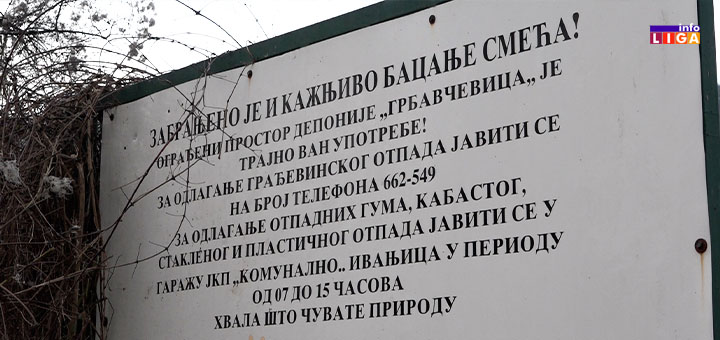 info
LIGA
ЗАБРАЊЕНО ЈЕ И КАЖЊИВО БАЦАЊЕ СМЕЋА!
ОГРАЂЕНИ ПРОСТОР ДЕПОНИЈЕ „ГРБАВЧЕВИЦА„ ЈЕ
ТРАЈНО ВАН УПОТРЕБЕ!
ЗА ОДЛАГАЊЕ ГРАЂЕВИНСКОГ ОТПАДА ЈАВИТИ СЕ
НА БРОЈ ТЕЛЕФОНА 662-549
ЗА ОДЛАГАЊЕ ОТПАДНИХ ГУМА, КАБАСТОГ,
СТАКЛЕНОГ И ПЛАСТИЧНОГ ОТПАДА ЈАВИТИ СЕ У
ГАРАЖУ ЈКП „КОМУНАЛНО.. ИВАЊИЦА У ПЕРИОДУ
ОД 07 ДО 15 ЧАСОВА
ХВАЛА ШТО ЧУВАТЕ ПРИРОДУ